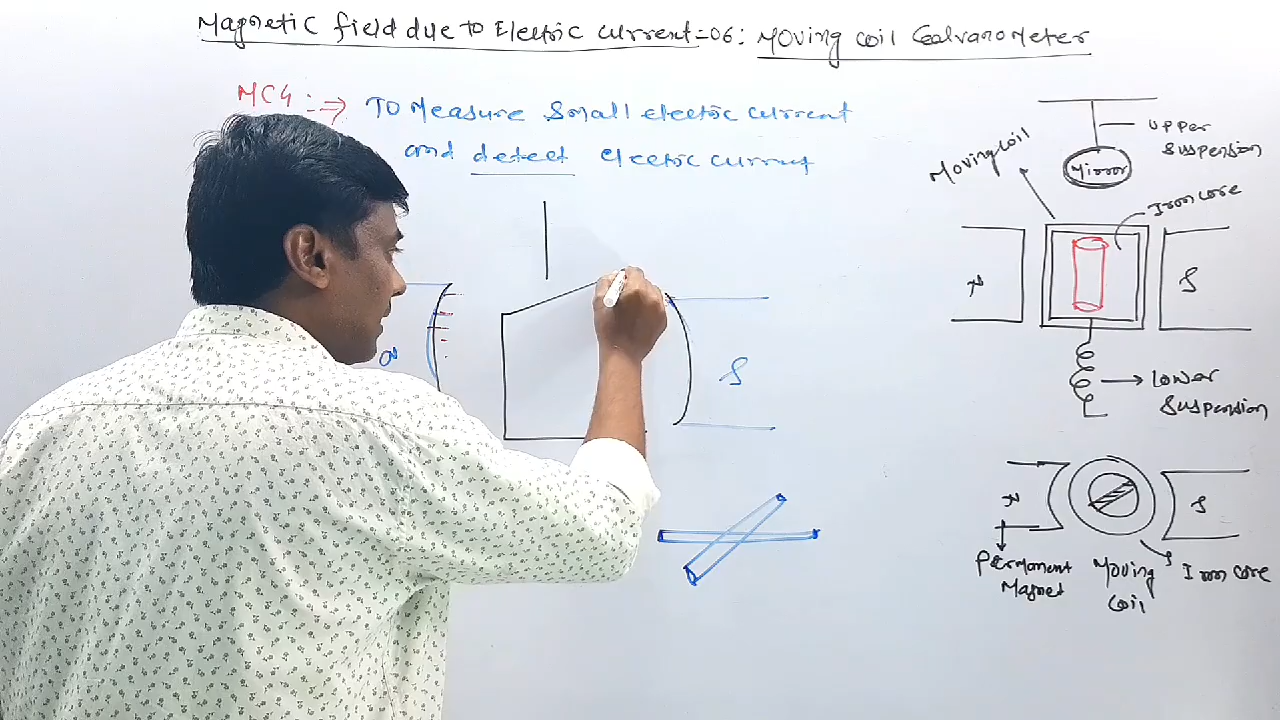 Magnetic field due to Electric current-06: Moving coil Galvanometer
MCG :→ To Measure Small electric current
and detect electric current
Upper
Suspension
Mirror
Moving coil
Iron core
N
S
Lower
Suspension
S
N
S
Permanent
Magnet
Moving
coil
Iron core